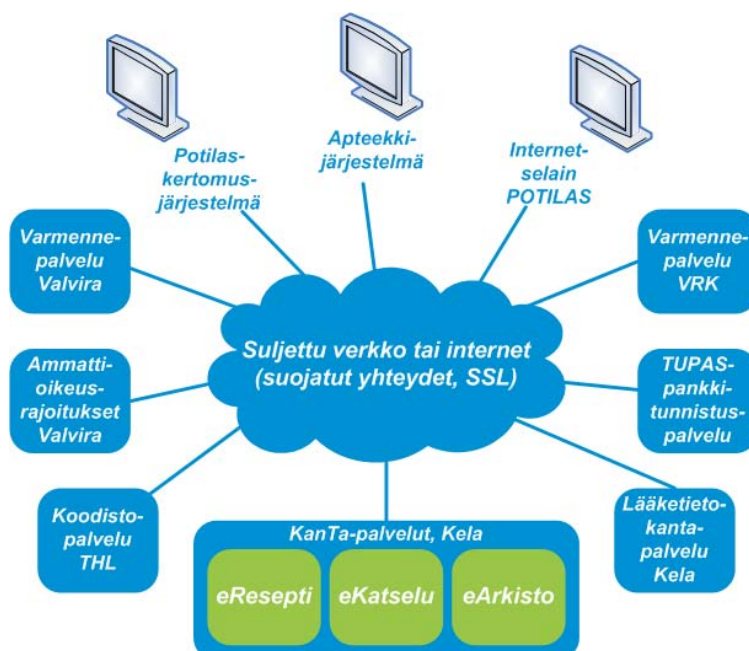 Potilas-
kertomus-
järjestelmä
Apteekki-
järjestelmä
Internet-
selain
POTILAS
Varmenne-
palvelu
Valvira
Varmenne-
palvelu
VRK
Suljettu verkko tai internet
(suojatut yhteydet, SSL)
Ammatti-
oikeus-
rajoitukset
Valvira
TUPAS-
pankki-
tunnistus-
palvelu
Koodisto-
palvelu
THL
Lääketieto-
kanta-
palvelu
Kela
KanTa-palvelut, Kela
eResepti
eKatselu
eArkisto